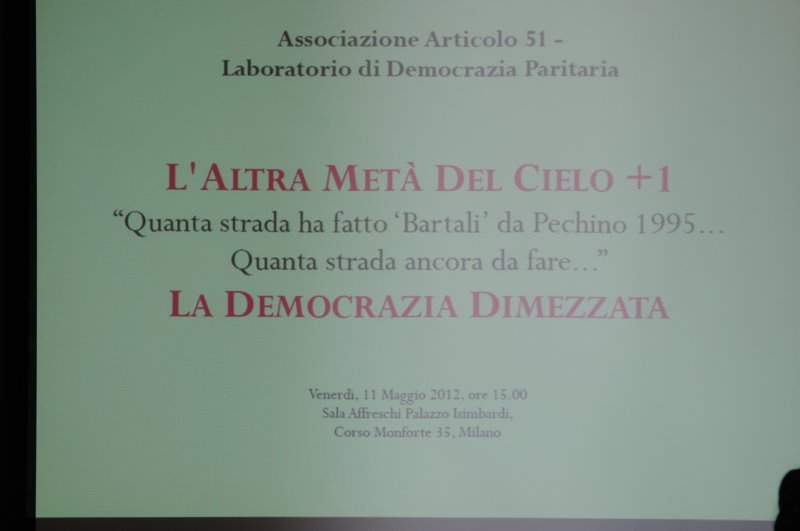 Associazione Articolo 51 -
Laboratorio di Democrazia Paritaria
L'Altra Metà Del Cielo +1
“Quanta strada ha fatto ‘Bartali’ da Pechino 1995…
Quanta strada ancora da fare…”
La Democrazia Dimezzata
Venerdì, 11 Maggio 2012, ore 15.00
Sala Affreschi Palazzo Isimbardi,
Corso Monforte 35, Milano